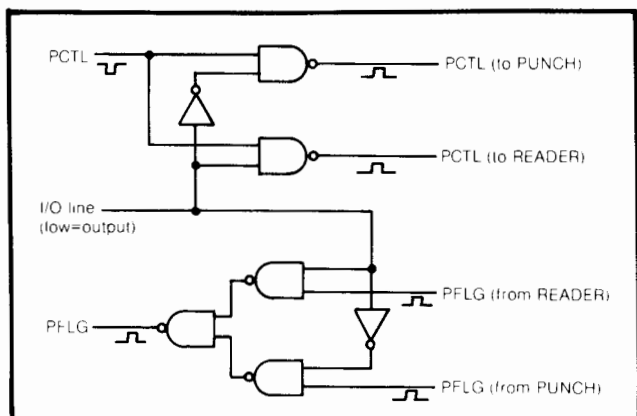 PCTL
PCTL (to PUNCH)
PCTL (to READER)
I/O line
(low=output)
PFLG (from READER)
PFLG
PFLG (from PUNCH)